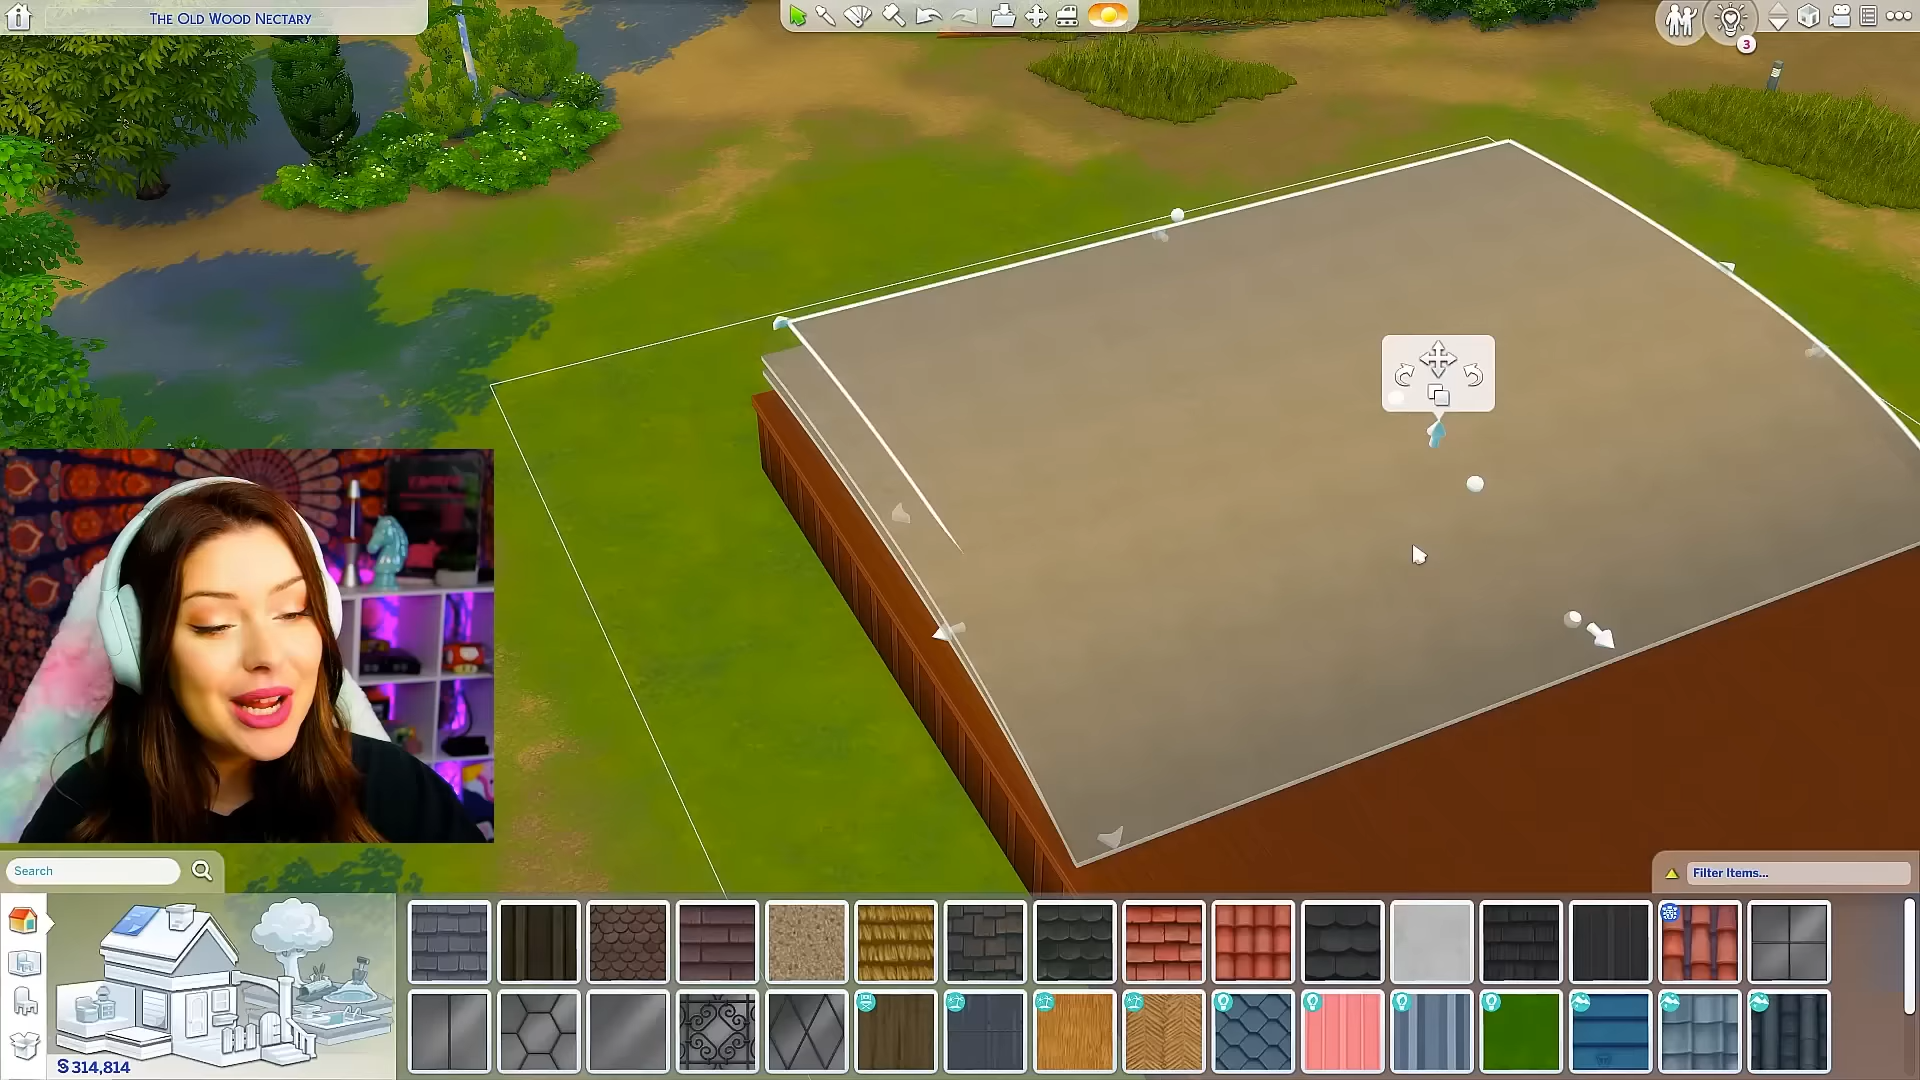 The Old Wood Nectary
3
Search
Filter Items...
§314,814